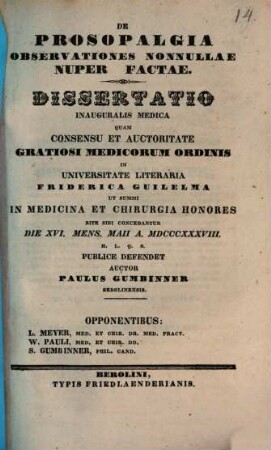 14.
DE
PROSOPALGIA
OBSERVATIONES NONNULLAE
NUPER FACTAE.
DISSERTATIO
INAUGURALIS MEDICA
QUAM
CONSENSU ET AUCTORITATE
GRATIOSI MEDICORUM ORDINIS
IN
UNIVERSITATE LITERARIA
FRIDERICA GUILELMA
UT SUMMI
IN MEDICINA ET CHIRURGIA HONORES
RITE SIBI CONCEDANTUR
DIE XVI. MENS. MAII A. MDCCCXXXVIII.
H. L. Q. S.
PUBLICE DEFENDET
AUCTOR
PAULUS GUMBINNER
BEROLINENSIS.
OPPONENTIBUS:
L. MEYER, MED. ET CHIR. DR. MED. PRACT.
W. PAULI, MED. ET CHIR. DD.
S. GUMBINNER, PHIL. CAND.
BEROLINI,
TYPIS FRIEDLAENDERIANIS.